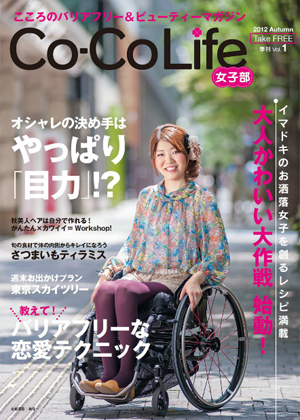 こころのバリアフリー&ビューティーマガジン
Co-CoLife
女子部
2012 Autumn
Take FREE
季刊 Vol.1
イマドキのお洒落女子を創るレシピ満載
大人かわいい大作戦 始動!
オシャレの決め手は
やっぱり
「目力」!?
秋美人ヘアは自分で作れる!
かんたん×カワイイ=Workshop!
旬の食材で体の内側からキレイになろう
さつまいもティラミス
週末お出かけプラン
東京スカイツリー
教えて!
バリアフリーな
恋愛テクニック